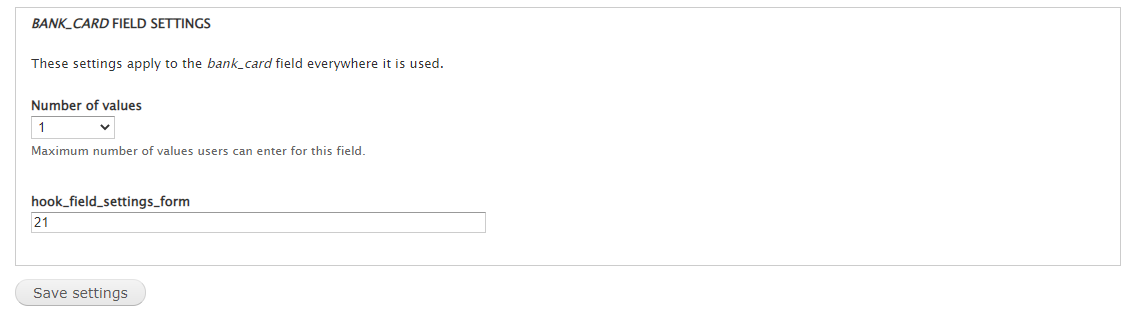 BANK_CARD FIELD SETTINGS
These settings apply to the bank_card field everywhere it is used.
Number of values
1
Maximum number of values users can enter for this field.
hook_field_settings_form
21
Save settings